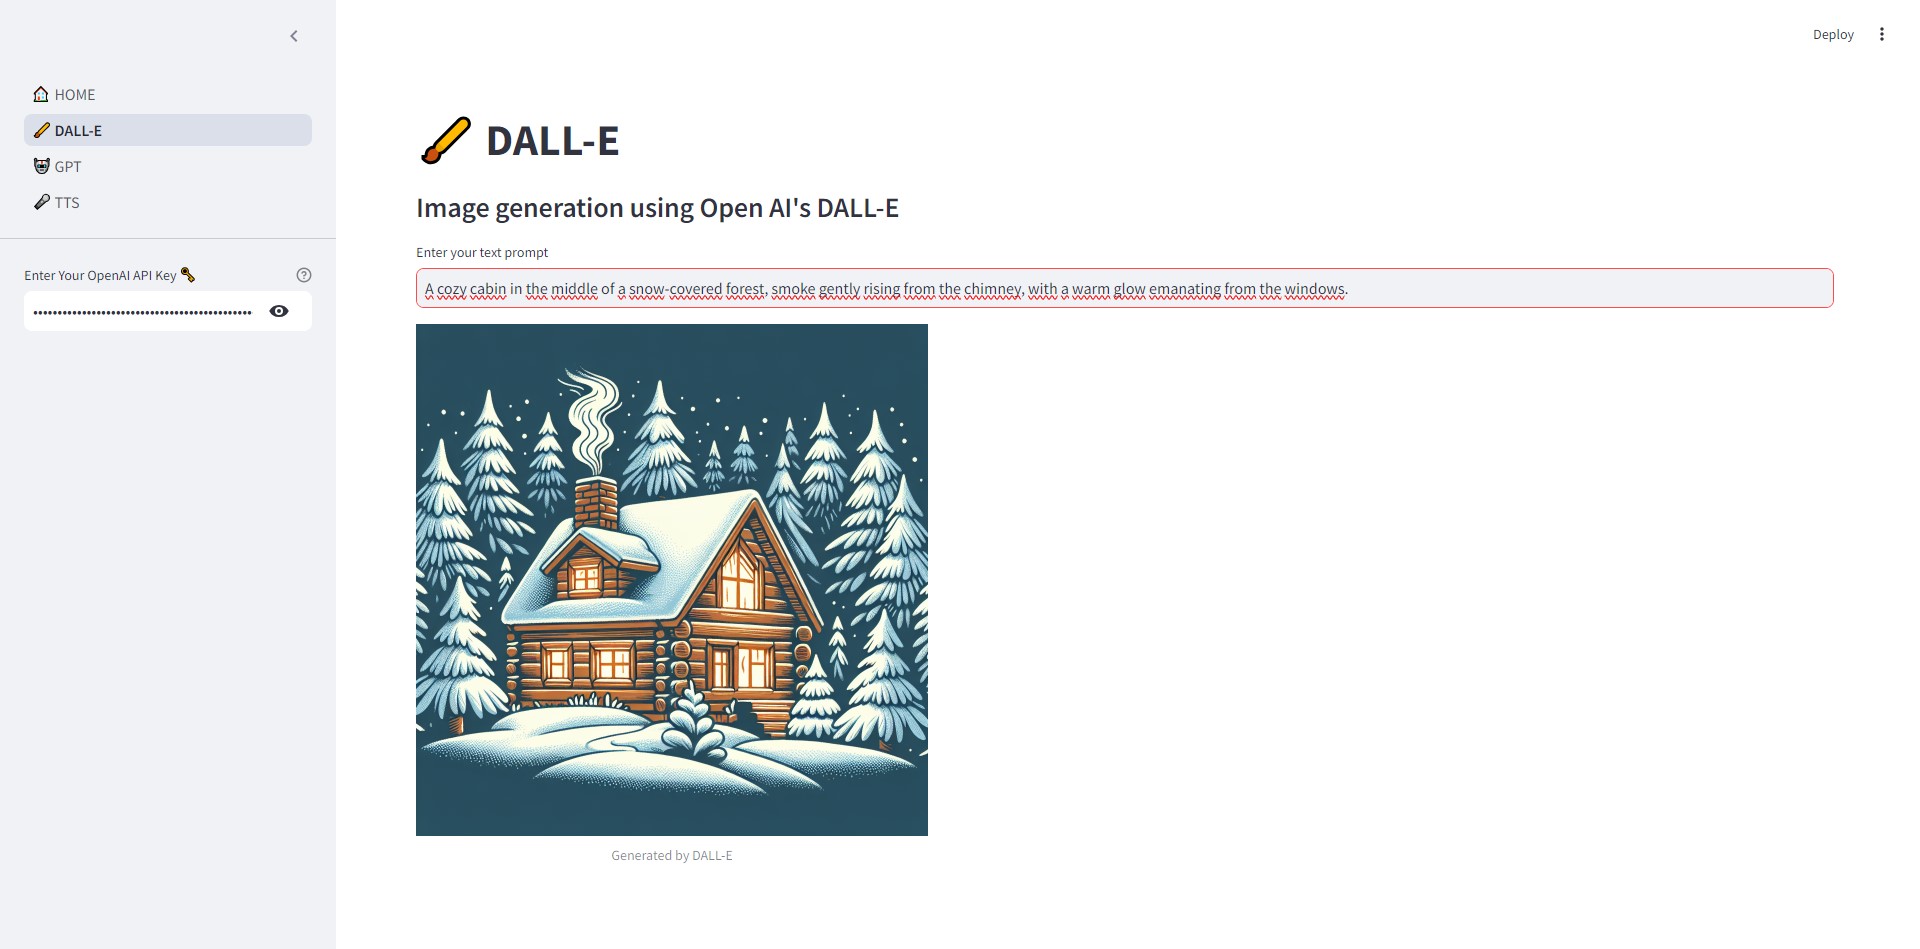 HOME
DALL-E
GPT
TTS
Enter Your OpenAI API Key
Deploy
DALL-E
Image generation using Open AI's DALL-E
Enter your text prompt
A cozy cabin in the middle of a snow-covered forest, smoke gently rising from the chimney, with a warm glow emanating from the windows.
Generated by DALL-E